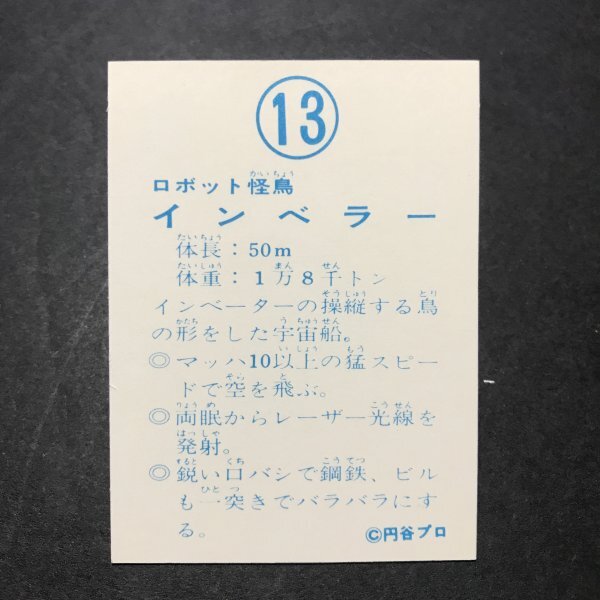 13
ロボット怪鳥
インベラー
体長：50m
体重：1万8千トン
インベーターの操縦する鳥
の形をした宇宙船。
◎マッハ10以上の猛スピー
ドで空を飛ぶ。
◎両眼からレーザー光線を
発射。
◎鋭い口バシで鋼鉄、ビル
も一突きでバラバラにす
る。
©円谷プロ